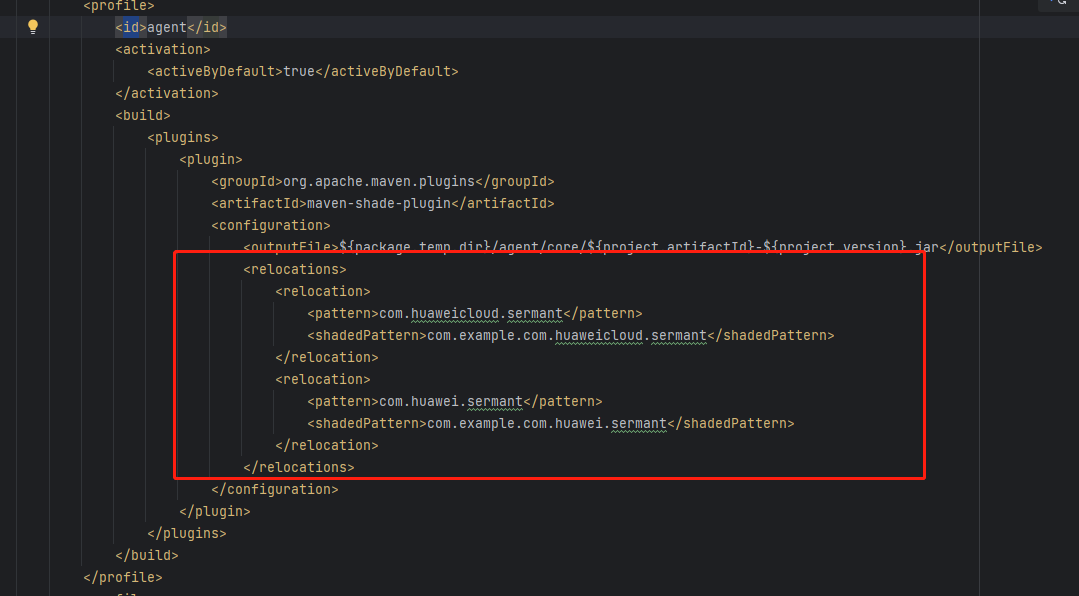 <profile>
<id>agent</id>
<activation>
<activeByDefault>true</activeByDefault>
</activation>
<build>
<plugins>
<plugin>
<groupId>org.apache.maven.plugins</groupId>
<artifactId>maven-shade-plugin</artifactId>
<configuration>
<outputFile>${package.temp.dir}/agent/core/${project.artifactId}-${project.version}.jar</outputFile>
<relocations>
<relocation>
<pattern>com.huaweicloud.sermant</pattern>
<shadedPattern>com.example.com.huaweicloud.sermant</shadedPattern>
</relocation>
<relocation>
<pattern>com.huawei.sermant</pattern>
<shadedPattern>com.example.com.huawei.sermant</shadedPattern>
</relocation>
</relocations>
</configuration>
</plugin>
</plugins>
</build>
</profile>